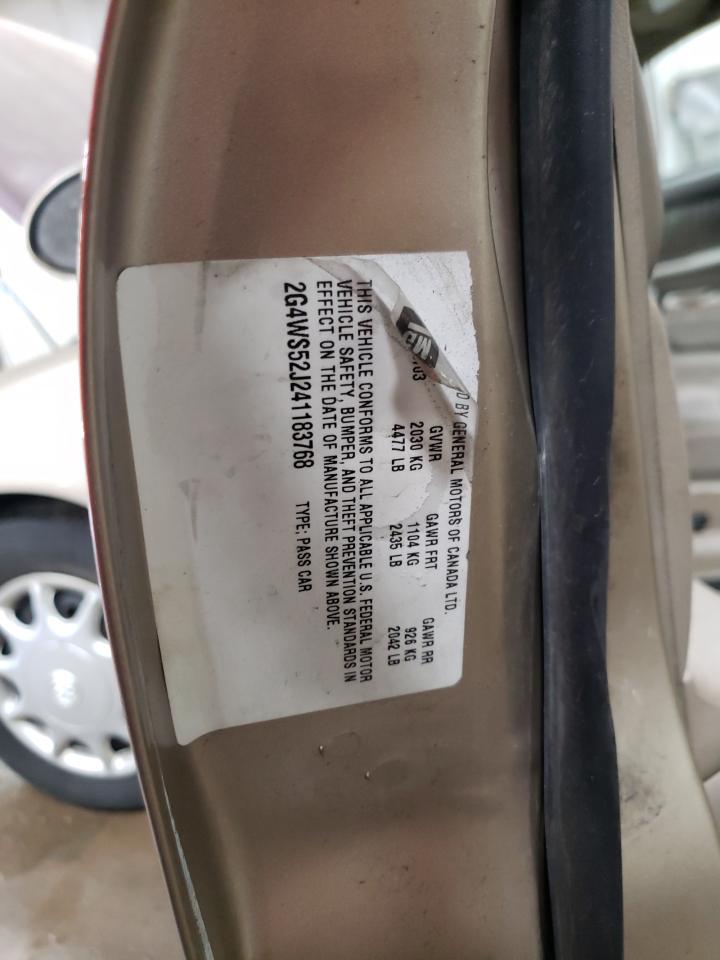 D BY GENERAL MOTORS OF CANADA LTD.
/03 GVWR GAWR FRT GAWR RR
2030 KG 1104 KG 926 KG
4477 LB 2435 LB 2042 LB
THIS VEHICLE CONFORMS TO ALL APPLICABLE U.S. FEDERAL MOTOR
VEHICLE SAFETY, BUMPER, AND THEFT PREVENTION STANDARDS IN
EFFECT ON THE DATE OF MANUFACTURE SHOWN ABOVE.
2G4WS52J241183768 TYPE: PASS CAR